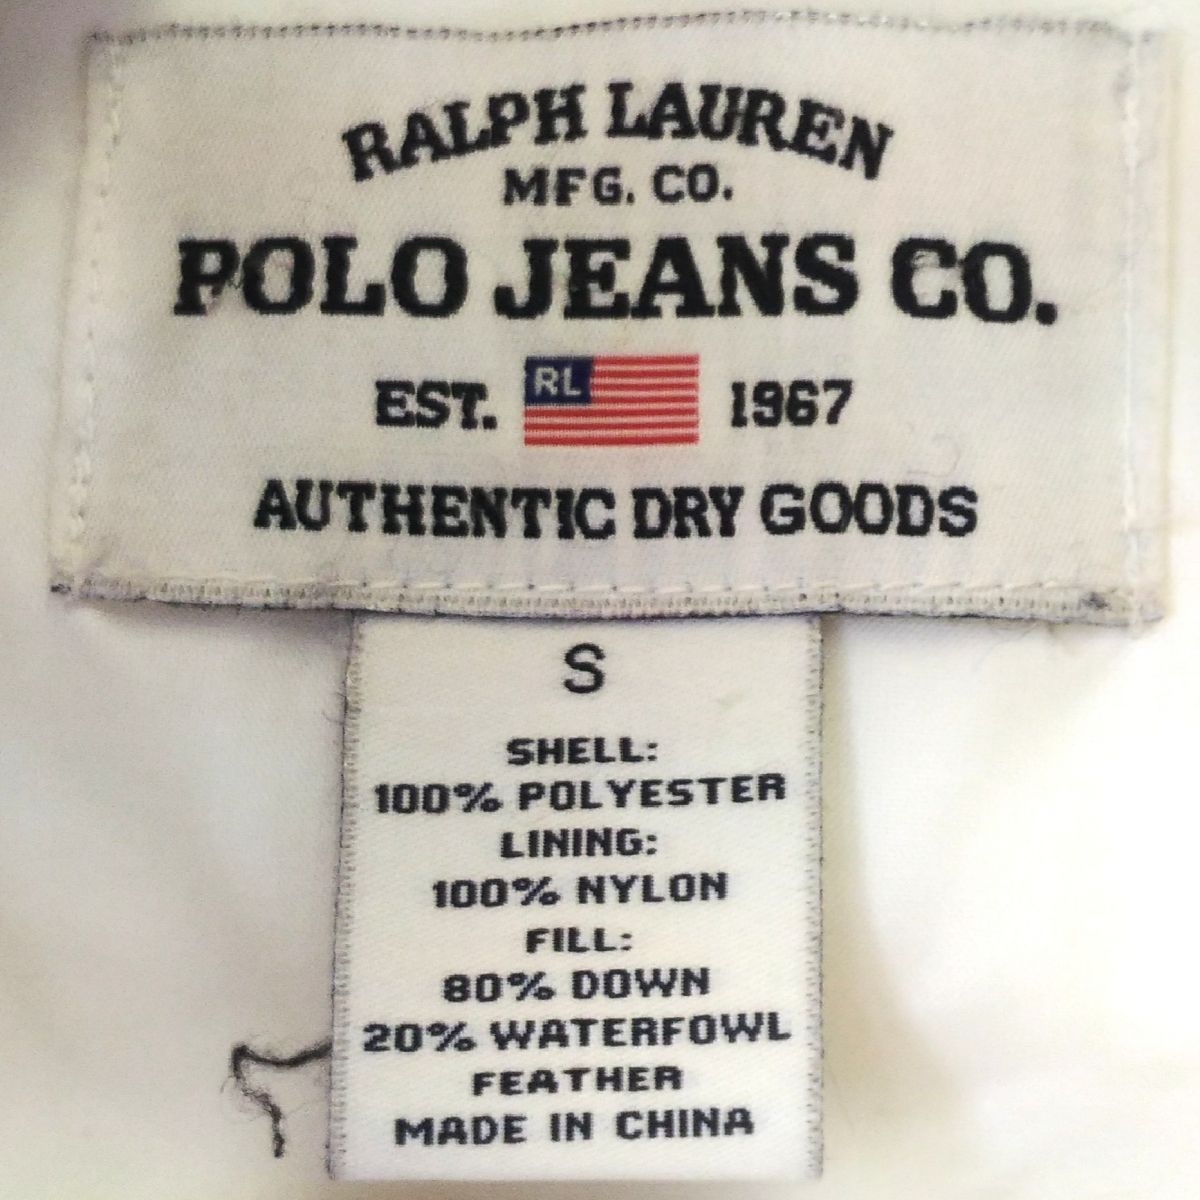 RALPH LAUREN
MFG. CO.
POLO JEANS CO.
EST. RL 1967
AUTHENTIC DRY GOODS
S
SHELL:
100% POLYESTER
LINING:
100% NYLON
FILL:
80% DOWN
20% WATERFOWL
FEATHER
MADE IN CHINA